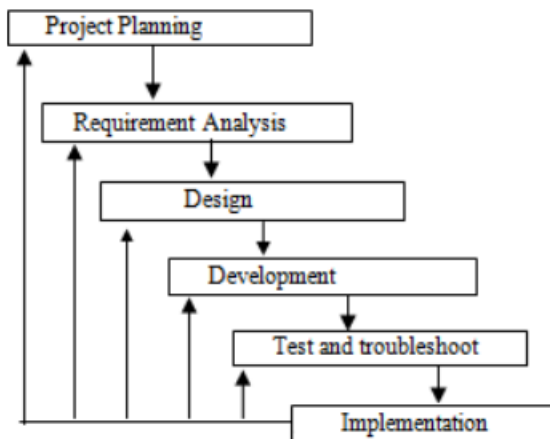 Project Planning
Requirement Analysis
Design
Development
Test and troubleshoot
Implementation